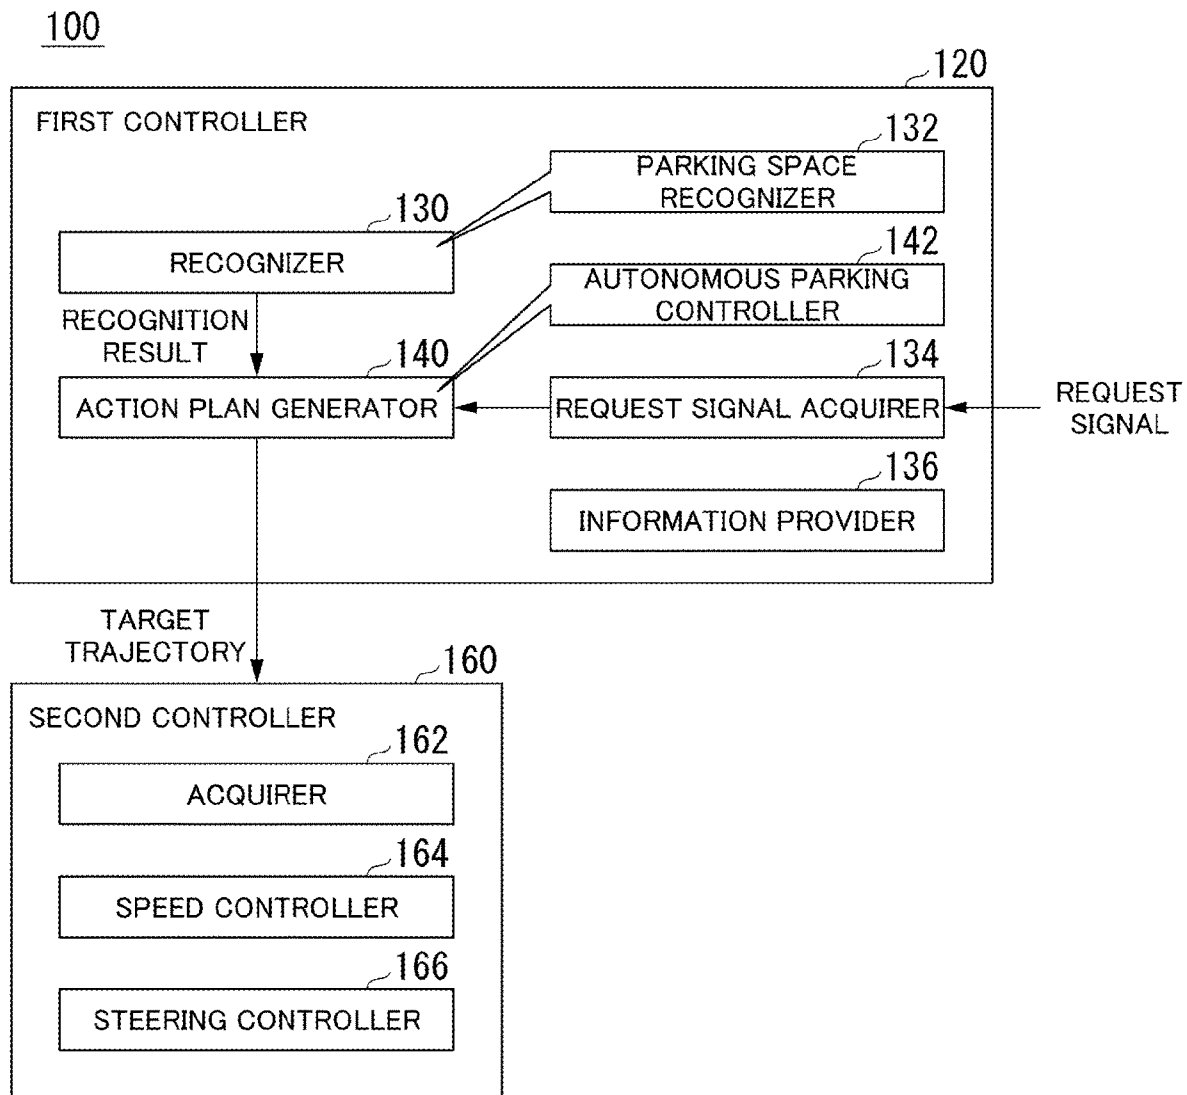 100
120
FIRST CONTROLLER
132
PARKING SPACE
RECOGNIZER
130
RECOGNIZER
142
AUTONOMOUS PARKING
CONTROLLER
RECOGNITION
RESULT
140
ACTION PLAN GENERATOR
134
REQUEST SIGNAL ACQUIRER
REQUEST
SIGNAL
136
INFORMATION PROVIDER
TARGET
TRAJECTORY
160
SECOND CONTROLLER
162
ACQUIRER
164
SPEED CONTROLLER
166
STEERING CONTROLLER